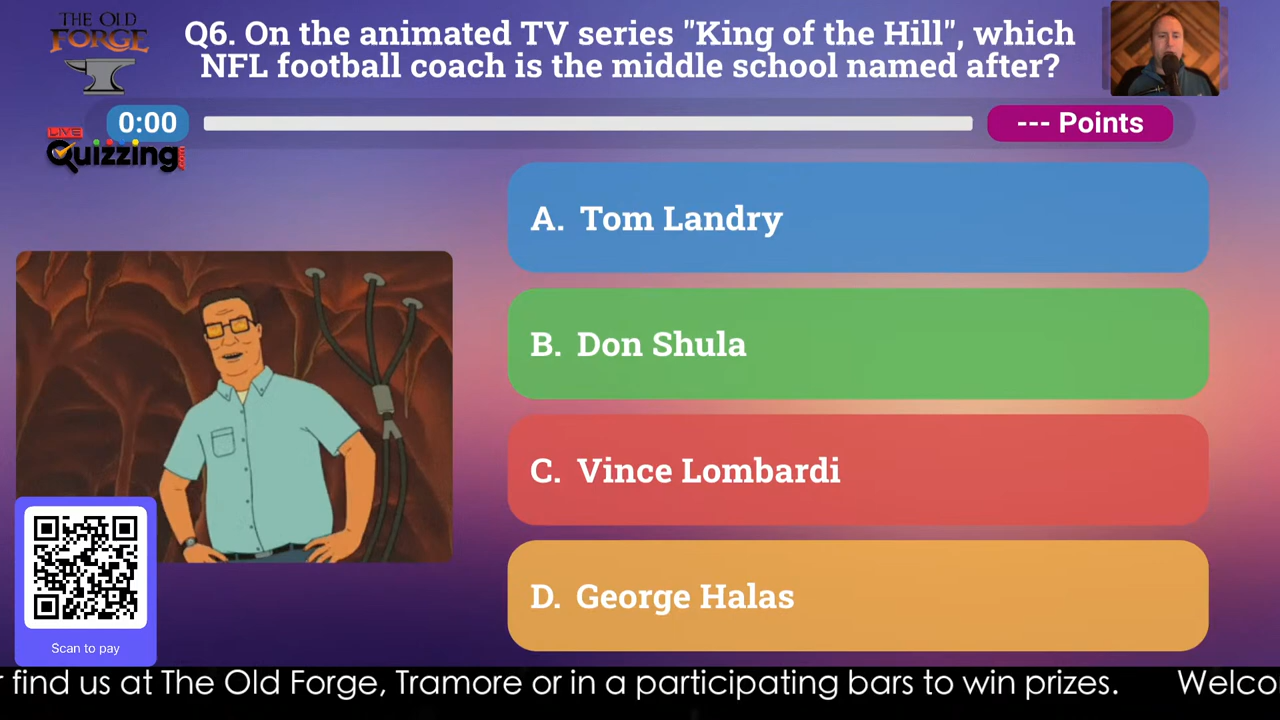 THE OLD
FORGE
Q6. On the animated TV series "King of the Hill", which
NFL football coach is the middle school named after?
0:00
--- Points
LIVE
Quizzing
A. Tom Landry
B. Don Shula
C. Vince Lombardi
D. George Halas
Scan to pay
r find us at The Old Forge, Tramore or in a participating bars to win prizes. Welco